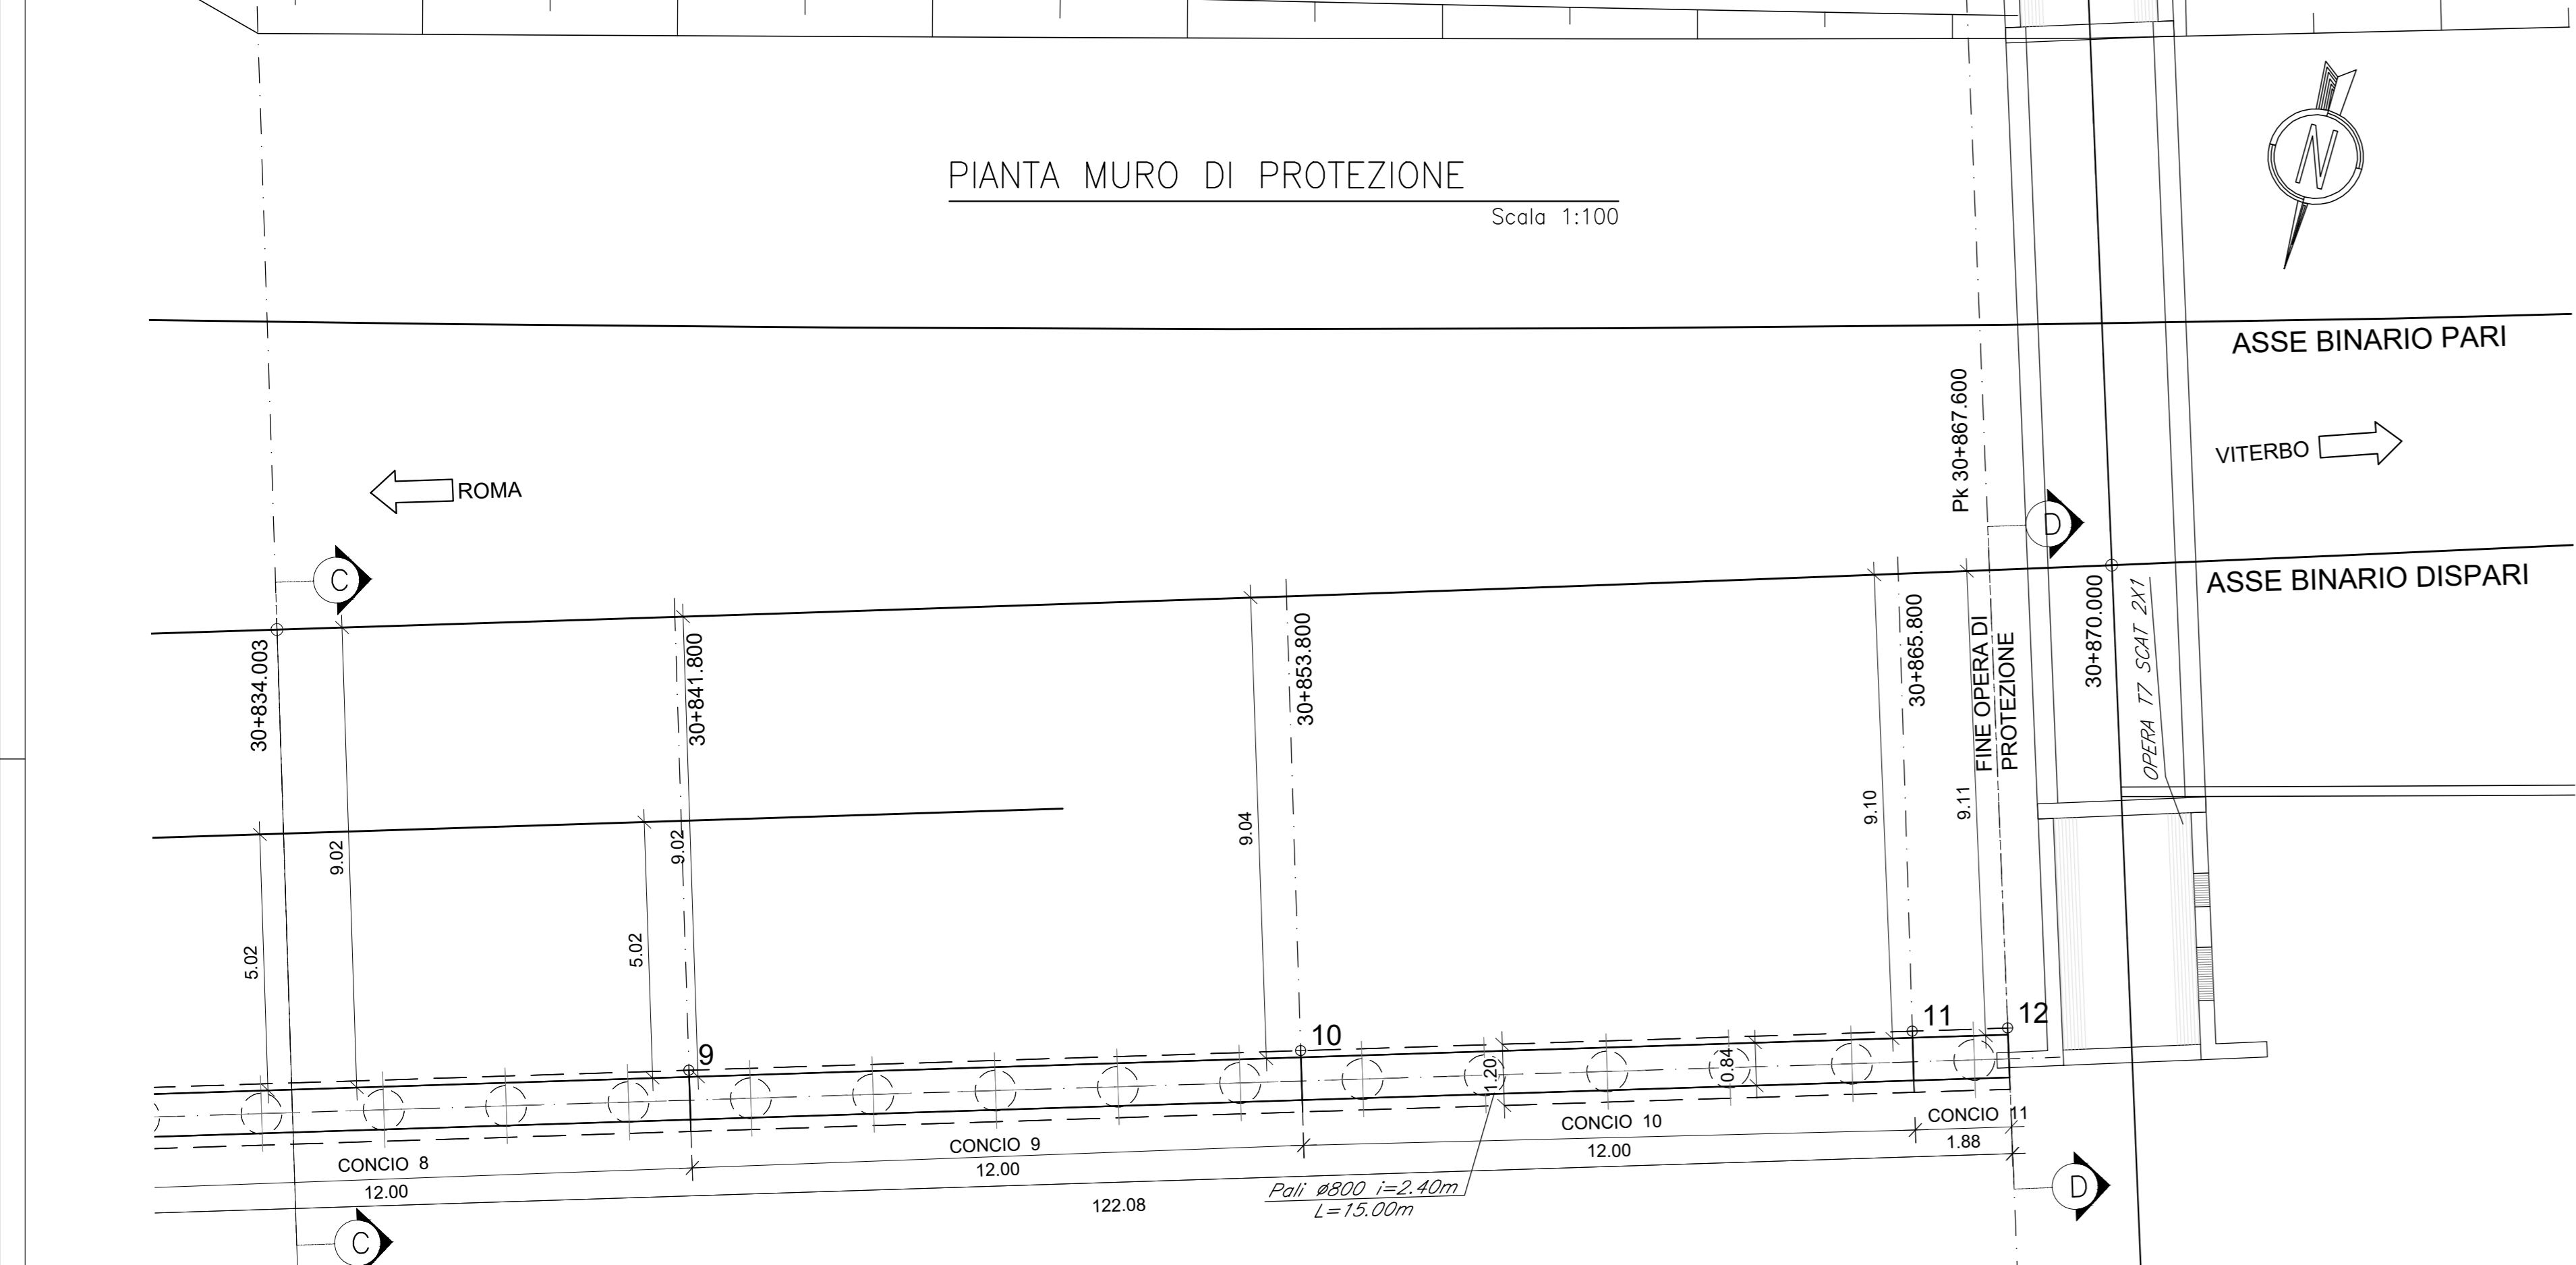 PIANTA MURO DI PROTEZIONE
Scala 1:100
N
ASSE BINARIO PARI
Pk 30+867.600
VITERBO
ROMA
D
C
ASSE BINARIO DISPARI
30+834.003
30+841.800
30+853.800
30+865.800
FINE OPERA DI
PROTEZIONE
30+870.000
OPERA T7 SCAT 2X1
9.02
9.02
9.04
9.10
9.11
5.02
5.02
9
10
11
12
1.20
0.84
CONCIO 8
CONCIO 9
CONCIO 10
CONCIO 11
12.00
12.00
12.00
1.88
122.08
Pali ø800 i=2.40m
L=15.00m
C
D